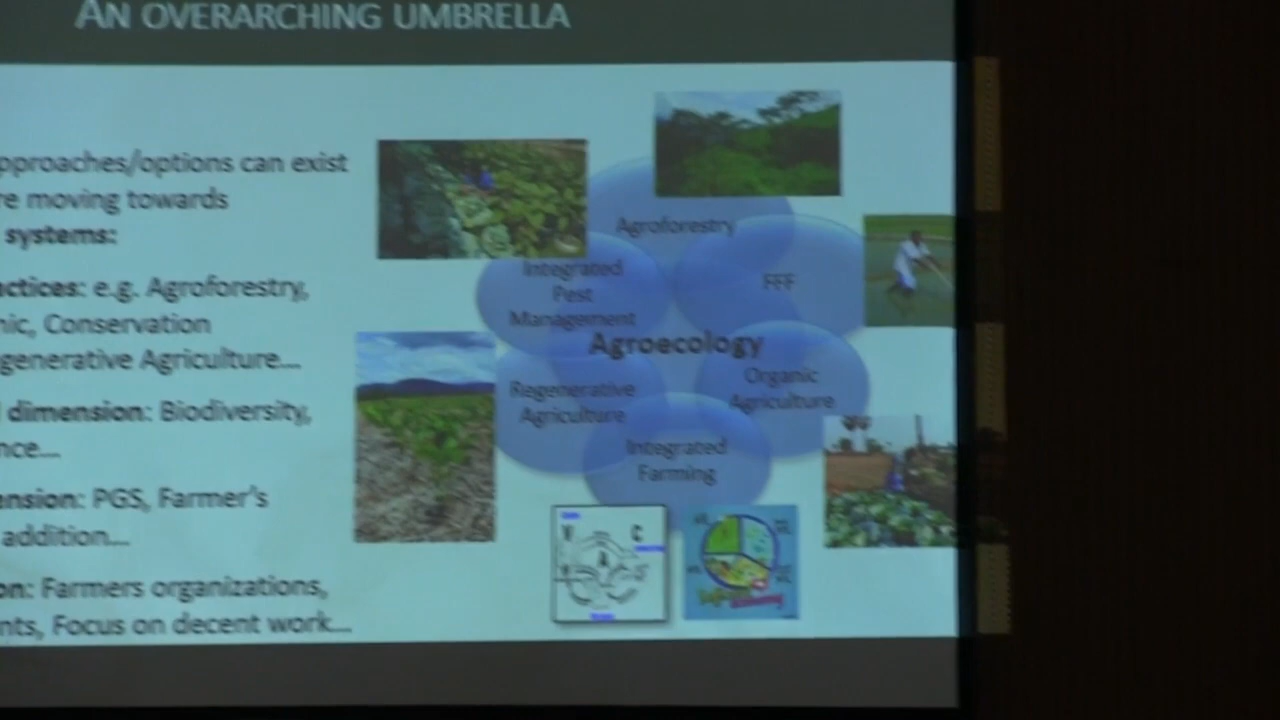 AN OVERARCHING UMBRELLA
pproaches/options can exist
re moving towards
systems:
actices: e.g. Agroforestry,
nic, Conservation
generative Agriculture...
l dimension: Biodiversity,
nce...
ension: PGS, Farmer's
addition...
on: Farmers organizations,
nts, Focus on decent work...
Agroforestry
Integrated
Pest
Management
FFF
Agroecology
Regenerative
Agriculture
Organic
Agriculture
Integrated
Farming
V C
A